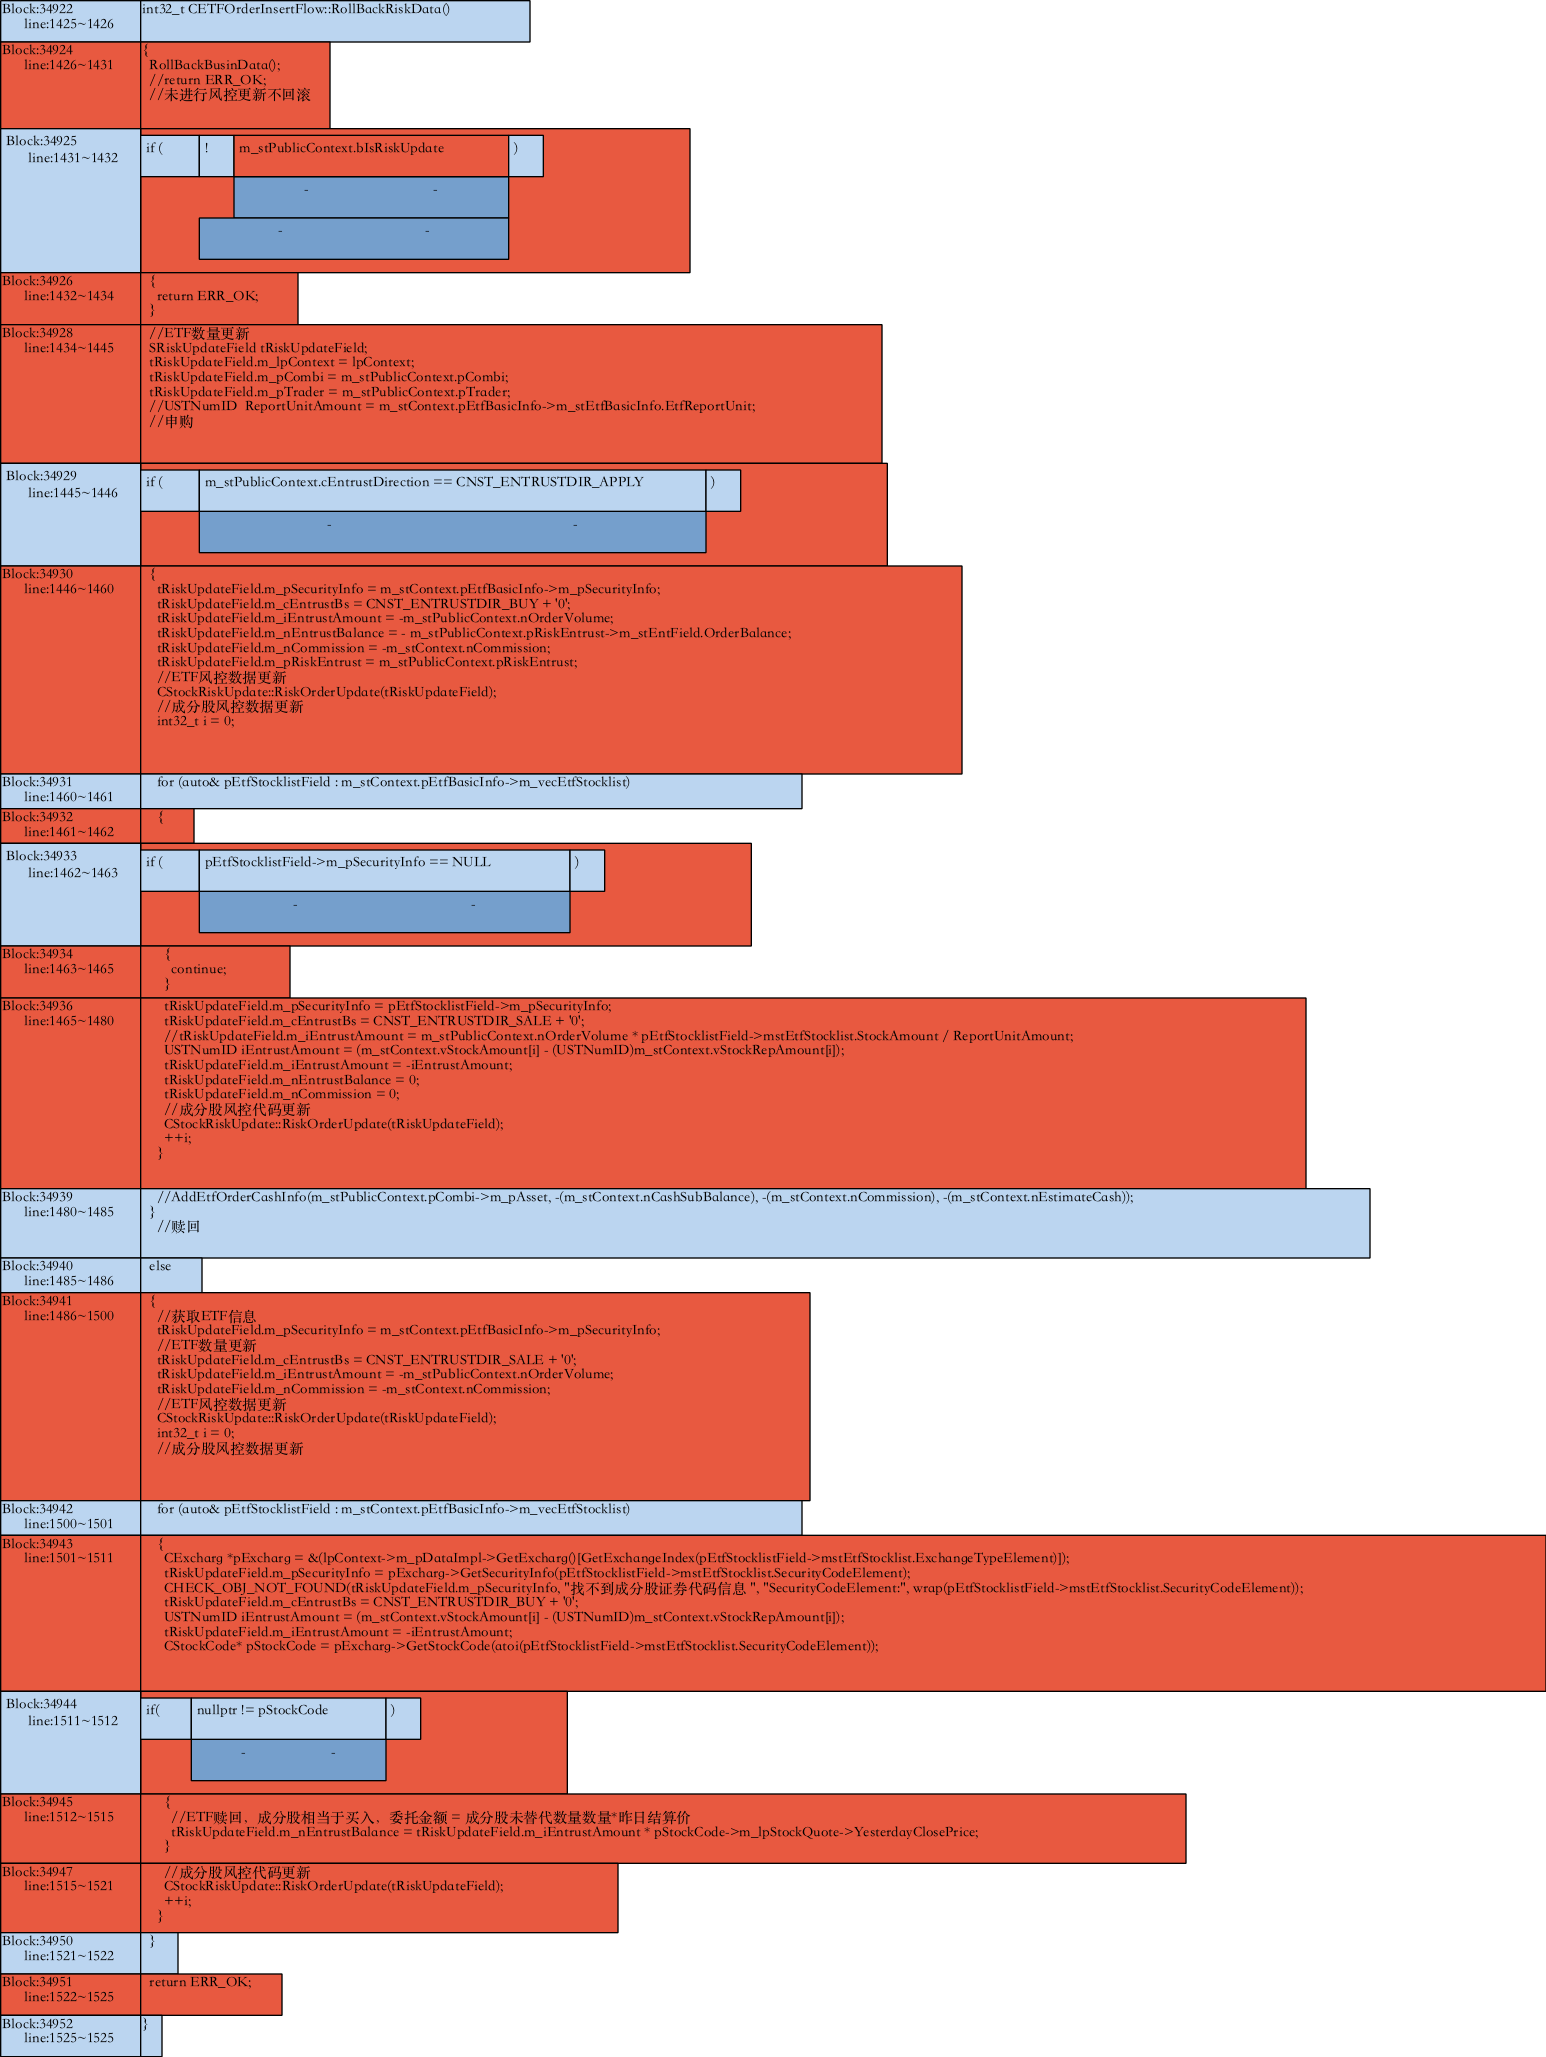 Block:34922 int32_t CETFOrderInsertFlow::RollBackRiskData()
line:1425~1426
Block:34924 {
line:1426~1431 RollBackBusinData();
//return ERR_OK;
//未进行风控更新不回滚
Block:34925
line:1431~1432 if ( ! m_stPublicContext.bIsRiskUpdate )
- -
- -
Block:34926 {
line:1432~1434 return ERR_OK;
}
Block:34928 //ETF数量更新
line:1434~1445 SRiskUpdateField tRiskUpdateField;
tRiskUpdateField.m_lpContext = lpContext;
tRiskUpdateField.m_pCombi = m_stPublicContext.pCombi;
tRiskUpdateField.m_pTrader = m_stPublicContext.pTrader;
//USTNumID  ReportUnitAmount = m_stContext.pEtfBasicInfo->m_stEtfBasicInfo.EtfReportUnit;
//申购
Block:34929
line:1445~1446 if ( m_stPublicContext.cEntrustDirection == CNST_ENTRUSTDIR_APPLY )
- -
Block:34930 {
line:1446~1460 tRiskUpdateField.m_pSecurityInfo = m_stContext.pEtfBasicInfo->m_pSecurityInfo;
tRiskUpdateField.m_cEntrustBs = CNST_ENTRUSTDIR_BUY + '0';
tRiskUpdateField.m_iEntrustAmount = -m_stPublicContext.nOrderVolume;
tRiskUpdateField.m_nEntrustBalance = - m_stPublicContext.pRiskEntrust->m_stEntField.OrderBalance;
tRiskUpdateField.m_nCommission = -m_stContext.nCommission;
tRiskUpdateField.m_pRiskEntrust = m_stPublicContext.pRiskEntrust;
//ETF风控数据更新
CStockRiskUpdate::RiskOrderUpdate(tRiskUpdateField);
//成分股风控数据更新
int32_t i = 0;
Block:34931 for (auto& pEtfStocklistField : m_stContext.pEtfBasicInfo->m_vecEtfStocklist)
line:1460~1461
Block:34932 {
line:1461~1462
Block:34933
line:1462~1463 if ( pEtfStocklistField->m_pSecurityInfo == NULL )
- -
Block:34934 {
line:1463~1465 continue;
}
Block:34936 tRiskUpdateField.m_pSecurityInfo = pEtfStocklistField->m_pSecurityInfo;
line:1465~1480 tRiskUpdateField.m_cEntrustBs = CNST_ENTRUSTDIR_SALE + '0';
//tRiskUpdateField.m_iEntrustAmount = m_stPublicContext.nOrderVolume * pEtfStocklistField->mstEtfStocklist.StockAmount / ReportUnitAmount;
USTNumID iEntrustAmount = (m_stContext.vStockAmount[i] - (USTNumID)m_stContext.vStockRepAmount[i]);
tRiskUpdateField.m_iEntrustAmount = -iEntrustAmount;
tRiskUpdateField.m_nEntrustBalance = 0;
tRiskUpdateField.m_nCommission = 0;
//成分股风控代码更新
CStockRiskUpdate::RiskOrderUpdate(tRiskUpdateField);
++i;
}
Block:34939 //AddEtfOrderCashInfo(m_stPublicContext.pCombi->m_pAsset, -(m_stContext.nCashSubBalance), -(m_stContext.nCommission), -(m_stContext.nEstimateCash));
line:1480~1485 }
//赎回
Block:34940 else
line:1485~1486
Block:34941 {
line:1486~1500 //获取ETF信息
tRiskUpdateField.m_pSecurityInfo = m_stContext.pEtfBasicInfo->m_pSecurityInfo;
//ETF数量更新
tRiskUpdateField.m_cEntrustBs = CNST_ENTRUSTDIR_SALE + '0';
tRiskUpdateField.m_iEntrustAmount = -m_stPublicContext.nOrderVolume;
tRiskUpdateField.m_nCommission = -m_stContext.nCommission;
//ETF风控数据更新
CStockRiskUpdate::RiskOrderUpdate(tRiskUpdateField);
int32_t i = 0;
//成分股风控数据更新
Block:34942 for (auto& pEtfStocklistField : m_stContext.pEtfBasicInfo->m_vecEtfStocklist)
line:1500~1501
Block:34943 {
line:1501~1511 CExcharg *pExcharg = &(lpContext->m_pDataImpl->GetExcharg()[GetExchangeIndex(pEtfStocklistField->mstEtfStocklist.ExchangeTypeElement)]);
tRiskUpdateField.m_pSecurityInfo = pExcharg->GetSecurityInfo(pEtfStocklistField->mstEtfStocklist.SecurityCodeElement);
CHECK_OBJ_NOT_FOUND(tRiskUpdateField.m_pSecurityInfo, "找不到成分股证券代码信息 ", "SecurityCodeElement:", wrap(pEtfStocklistField->mstEtfStocklist.SecurityCodeElement));
tRiskUpdateField.m_cEntrustBs = CNST_ENTRUSTDIR_BUY + '0';
USTNumID iEntrustAmount = (m_stContext.vStockAmount[i] - (USTNumID)m_stContext.vStockRepAmount[i]);
tRiskUpdateField.m_iEntrustAmount = -iEntrustAmount;
CStockCode* pStockCode = pExcharg->GetStockCode(atoi(pEtfStocklistField->mstEtfStocklist.SecurityCodeElement));
Block:34944
line:1511~1512 if( nullptr != pStockCode )
- -
Block:34945 {
line:1512~1515 //ETF赎回，成分股相当于买入，委托金额 = 成分股未替代数量数量*昨日结算价
tRiskUpdateField.m_nEntrustBalance = tRiskUpdateField.m_iEntrustAmount * pStockCode->m_lpStockQuote->YesterdayClosePrice;
}
Block:34947 //成分股风控代码更新
line:1515~1521 CStockRiskUpdate::RiskOrderUpdate(tRiskUpdateField);
++i;
}
Block:34950 }
line:1521~1522
Block:34951 return ERR_OK;
line:1522~1525
Block:34952 }
line:1525~1525